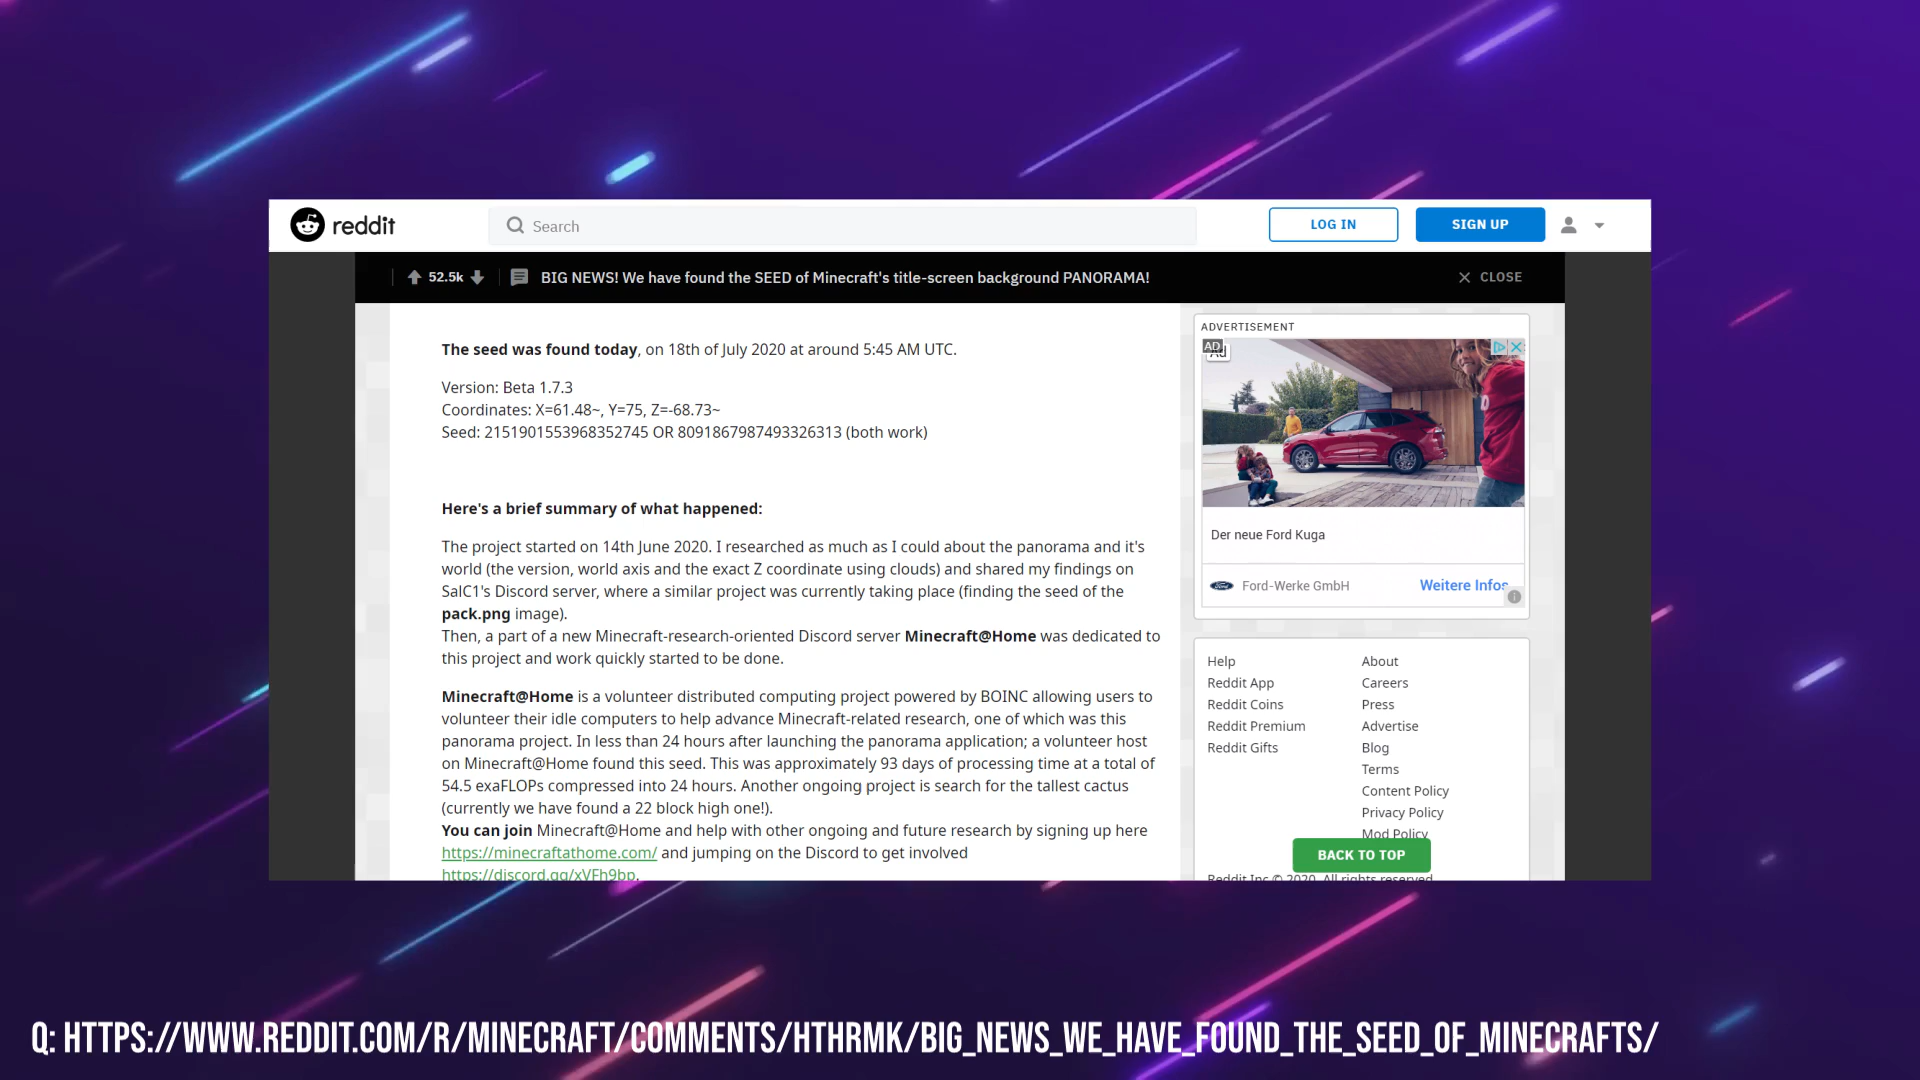 reddit
Search
LOG IN
SIGN UP
52.5k
BIG NEWS! We have found the SEED of Minecraft's title-screen background PANORAMA!
CLOSE
The seed was found today, on 18th of July 2020 at around 5:45 AM UTC.
Version: Beta 1.7.3
Coordinates: X=61.48~, Y=75, Z=-68.73~
Seed: 2151901553968352745 OR 8091867987493326313 (both work)
Here's a brief summary of what happened:
The project started on 14th June 2020. I researched as much as I could about the panorama and it's
world (the version, world axis and the exact Z coordinate using clouds) and shared my findings on
SalC1's Discord server, where a similar project was currently taking place (finding the seed of the
pack.png image).
Then, a part of a new Minecraft-research-oriented Discord server Minecraft@Home was dedicated to
this project and work quickly started to be done.
Minecraft@Home is a volunteer distributed computing project powered by BOINC allowing users to
volunteer their idle computers to help advance Minecraft-related research, one of which was this
panorama project. In less than 24 hours after launching the panorama application; a volunteer host
on Minecraft@Home found this seed. This was approximately 93 days of processing time at a total of
54.5 exaFLOPs compressed into 24 hours. Another ongoing project is search for the tallest cactus
(currently we have found a 22 block high one!).
You can join Minecraft@Home and help with other ongoing and future research by signing up here
https://minecraftathome.com/ and jumping on the Discord to get involved
https://discord.gg/xVFh9bp.
ADVERTISEMENT
AD
Ad
Der neue Ford Kuga
Ford
Ford-Werke GmbH
Weitere Infos
Help
Reddit App
Reddit Coins
Reddit Premium
Reddit Gifts
About
Careers
Press
Advertise
Blog
Terms
Content Policy
Privacy Policy
Mod Policy
BACK TO TOP
Reddit Inc © 2020. All rights reserved
Q: HTTPS://WWW.REDDIT.COM/R/MINECRAFT/COMMENTS/HTHRMK/BIG_NEWS_WE_HAVE_FOUND_THE_SEED_OF_MINECRAFTS/